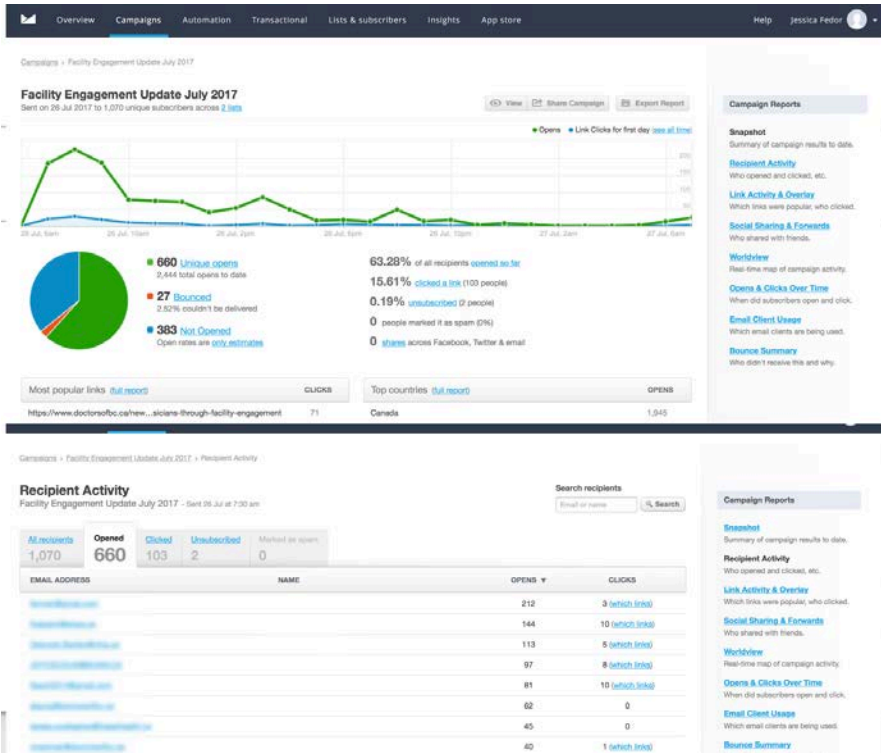 Overview Campaigns Automation Transactional Lists & subscribers Insights App store Help Jessica Fedor
Campaigns › Facility Engagement Update July 2017
Facility Engagement Update July 2017
Sent on 26 Jul 2017 to 1,070 unique subscribers across 2 lists
View Share Campaign Export Report
Opens Link Clicks for first day (see all time)
200
150
100
50
26 Jul, 6am 26 Jul, 10am 26 Jul, 2pm 26 Jul, 6pm 26 Jul, 10pm 27 Jul, 2am 27 Jul, 6am
660 Unique opens
2,444 total opens to date
27 Bounced
2.52% couldn't be delivered
383 Not Opened
Open rates are only estimates
63.28% of all recipients opened so far
15.61% clicked a link (103 people)
0.19% unsubscribed (2 people)
0 people marked it as spam (0%)
0 shares across Facebook, Twitter & email
Most popular links (full report) CLICKS
https://www.doctorsofbc.ca/new...sicians-through-facility-engagement 71
Top countries (full report) OPENS
Canada 1,945
Campaign Reports
Snapshot
Summary of campaign results to date.
Recipient Activity
Who opened and clicked, etc.
Link Activity & Overlay
Which links were popular, who clicked.
Social Sharing & Forwards
Who shared with friends.
Worldview
Real-time map of campaign activity.
Opens & Clicks Over Time
When did subscribers open and click.
Email Client Usage
Which email clients are being used.
Bounce Summary
Who didn't receive this and why.
Campaigns › Facility Engagement Update July 2017 › Recipient Activity
Recipient Activity
Facility Engagement Update July 2017 - Sent 26 Jul at 7:30 am
Search recipients
Email or name Search
All recipients Opened Clicked Unsubscribed Marked as spam
1,070 660 103 2 0
EMAIL ADDRESS NAME OPENS ▼ CLICKS
212 3 (which links)
144 10 (which links)
113 5 (which links)
97 8 (which links)
81 10 (which links)
62 0
45 0
40 1 (which links)
Campaign Reports
Snapshot
Summary of campaign results to date.
Recipient Activity
Who opened and clicked, etc.
Link Activity & Overlay
Which links were popular, who clicked.
Social Sharing & Forwards
Who shared with friends.
Worldview
Real-time map of campaign activity.
Opens & Clicks Over Time
When did subscribers open and click.
Email Client Usage
Which email clients are being used.
Bounce Summary